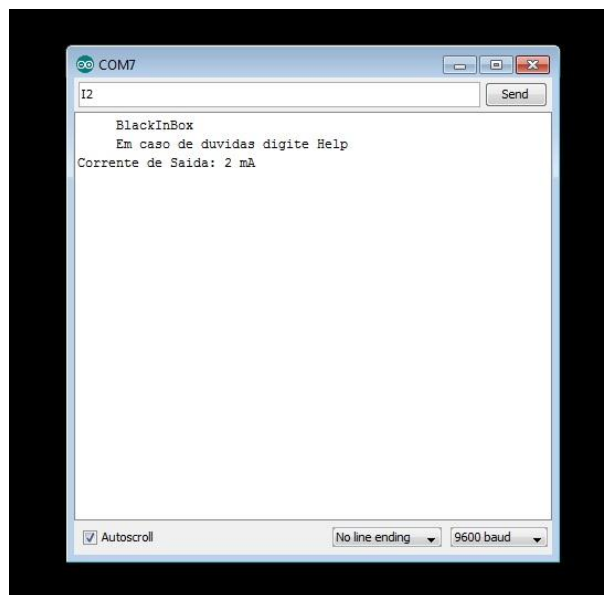 COM7
I2
Send
BlackInBox
Em caso de duvidas digite Help
Corrente de Saida: 2 mA
Autoscroll
No line ending
9600 baud